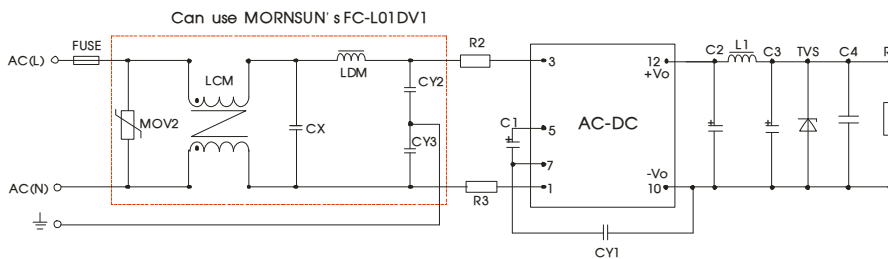 Can use MORNSUN's FC-L01DV1
FUSE
AC(L)
LCM
LDM
R2
MOV2
CX
CY2
CY3
AC(N)
R3
C1
3
5
7
1
AC-DC
12
+Vo
-Vo
10
CY1
C2
L1
C3
TVS
C4
R